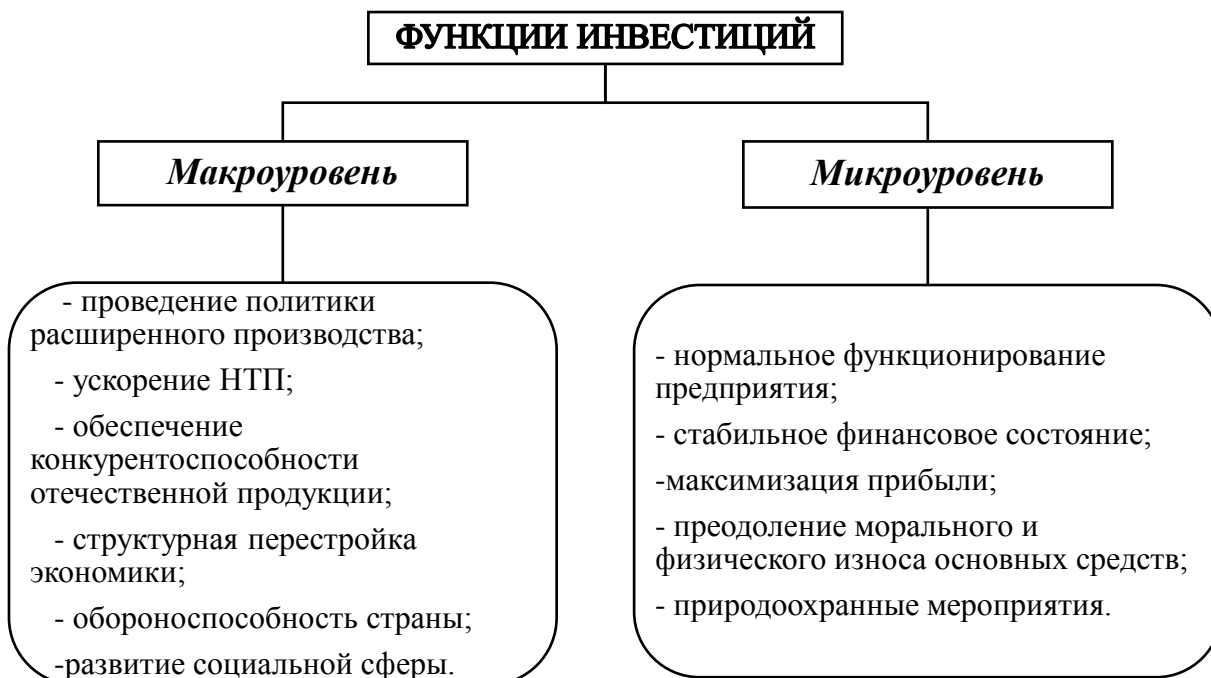 ФУНКЦИИ ИНВЕСТИЦИЙ
Макроуровень
Микроуровень
- проведение политики
расширенного производства;
- ускорение НТП;
- обеспечение
конкурентоспособности
отечественной продукции;
- структурная перестройка
экономики;
- обороноспособность страны;
-развитие социальной сферы.
- нормальное функционирование
предприятия;
- стабильное финансовое состояние;
-максимизация прибыли;
- преодоление морального и
физического износа основных средств;
- природоохранные мероприятия.